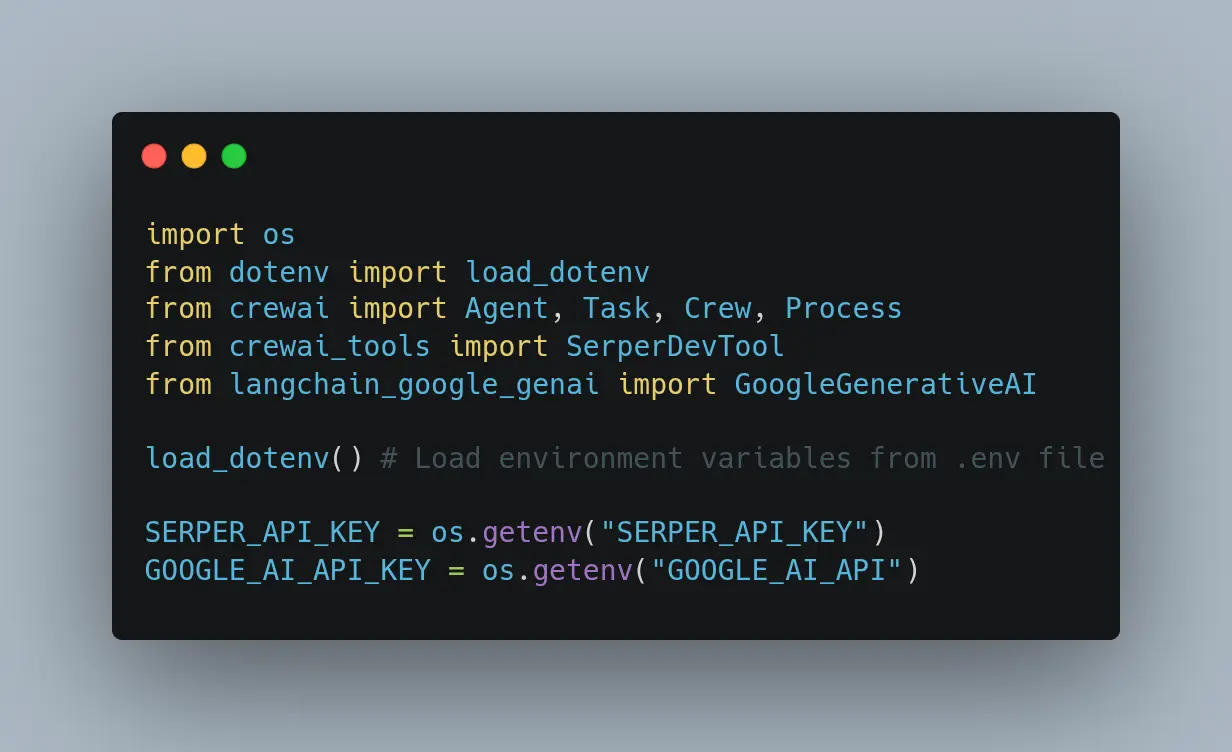 import os
from dotenv import load_dotenv
from crewai import Agent, Task, Crew, Process
from crewai_tools import SerperDevTool
from langchain_google_genai import GoogleGenerativeAI
load_dotenv() # Load environment variables from .env file
SERPER_API_KEY = os.getenv("SERPER_API_KEY")
GOOGLE_AI_API_KEY = os.getenv("GOOGLE_AI_API")